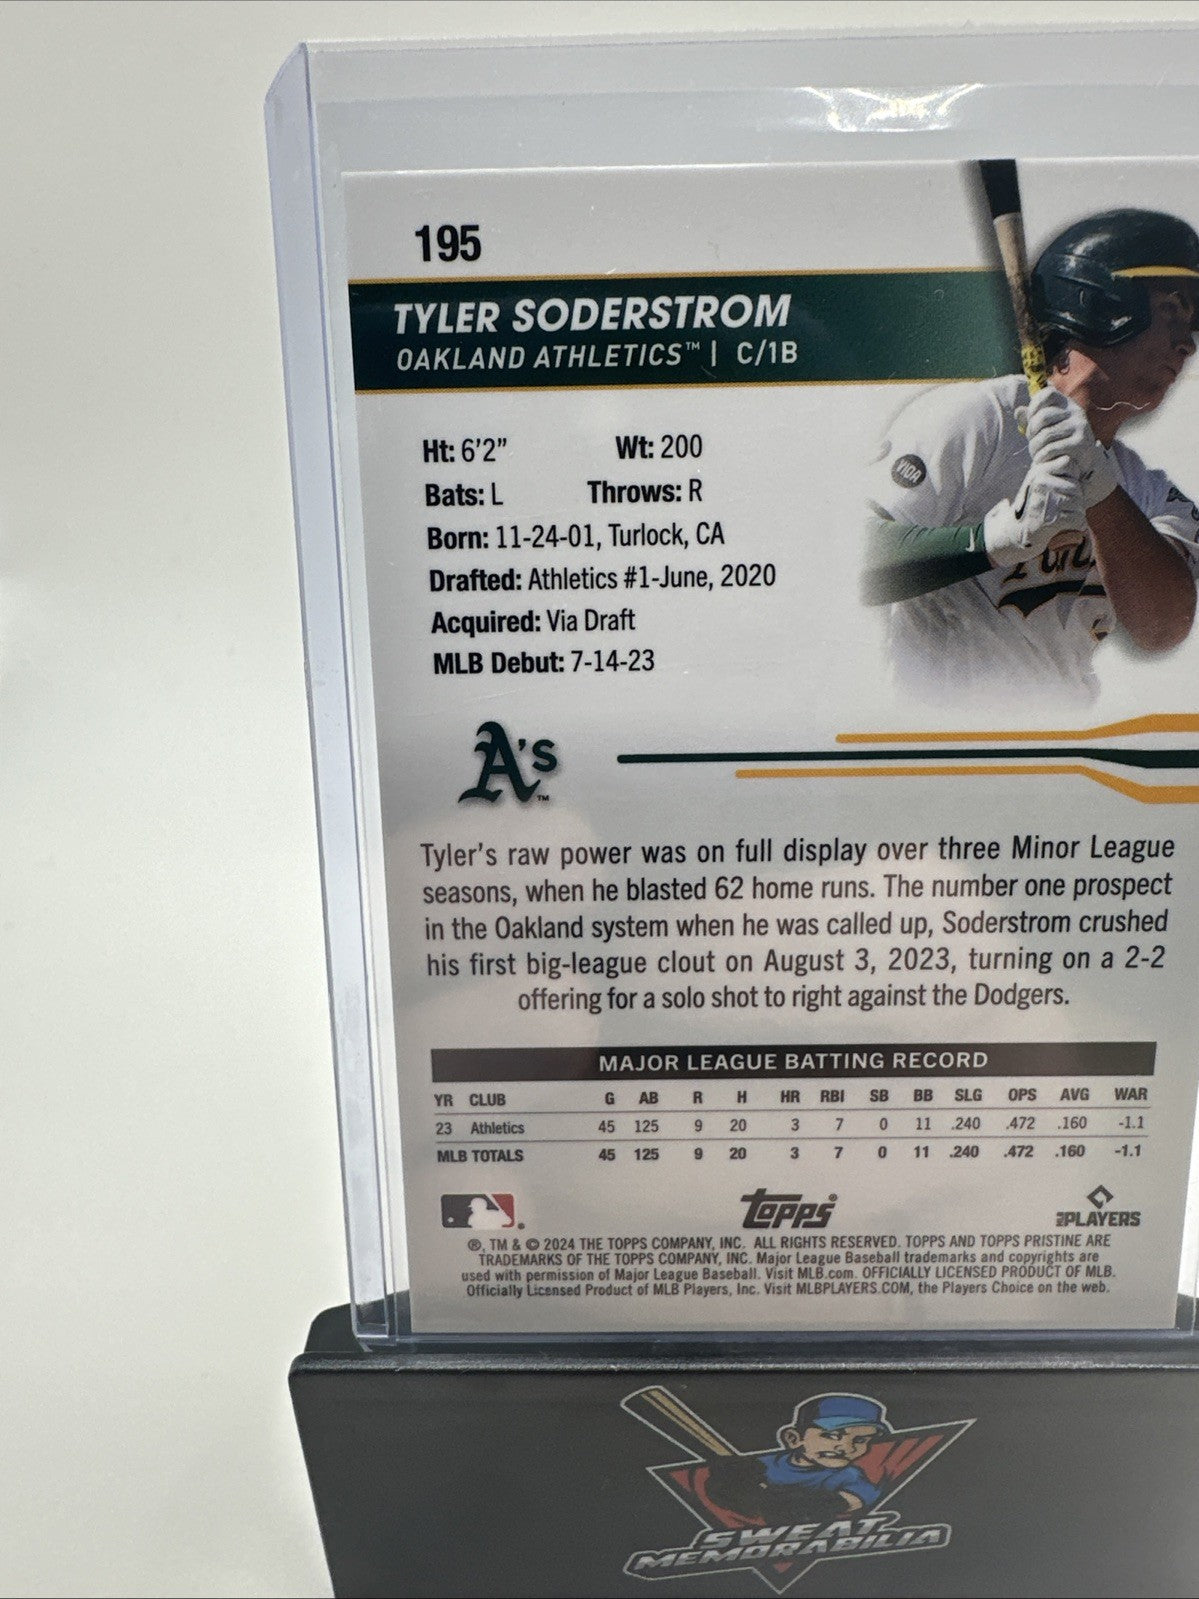 195
TYLER SODERSTROM
OAKLAND ATHLETICS™ | C/1B
Ht: 6'2" Wt: 200
Bats: L Throws: R
Born: 11-24-01, Turlock, CA
Drafted: Athletics #1-June, 2020
Acquired: Via Draft
MLB Debut: 7-14-23
VIDA
A's™
Tyler's raw power was on full display over three Minor League
seasons, when he blasted 62 home runs. The number one prospect
in the Oakland system when he was called up, Soderstrom crushed
his first big-league clout on August 3, 2023, turning on a 2-2
offering for a solo shot to right against the Dodgers.
MAJOR LEAGUE BATTING RECORD
YR CLUB G AB R H HR RBI SB BB SLG OPS AVG WAR
23 Athletics 45 125 9 20 3 7 0 11 .240 .472 .160 -1.1
MLB TOTALS 45 125 9 20 3 7 0 11 .240 .472 .160 -1.1
Topps®
PLAYERS
®, TM & © 2024 THE TOPPS COMPANY, INC. ALL RIGHTS RESERVED. TOPPS AND TOPPS PRISTINE ARE
TRADEMARKS OF THE TOPPS COMPANY, INC. Major League Baseball trademarks and copyrights are
used with permission of Major League Baseball. Visit MLB.com. OFFICIALLY LICENSED PRODUCT OF MLB.
Officially Licensed Product of MLB Players, Inc. Visit MLBPLAYERS.COM, the Players Choice on the web.
SWEAT
MEMORABILIA